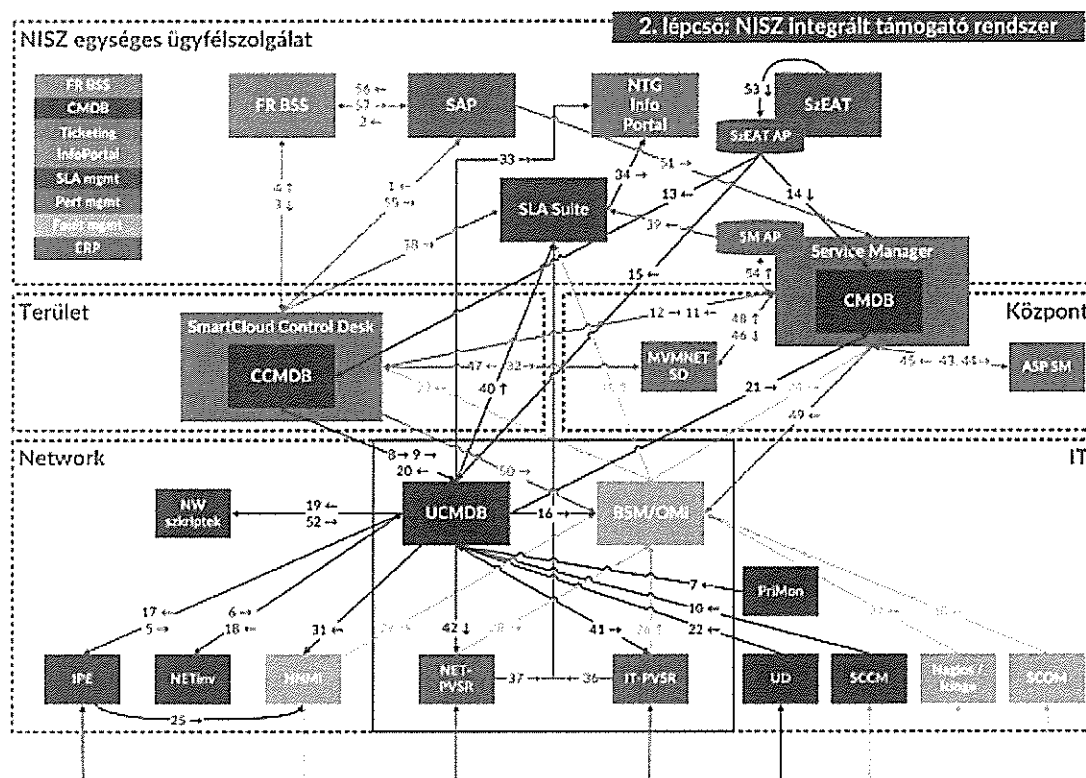 2. lépcső: NISZ integrált támogató rendszer
NISZ egységes ügyfélszolgálat
FR BSS
CMDB
Ticketing
InfoPortal
SLA mgmt
Perf mgmt
Fault mgmt
ERP
FR BSS
56 ←
57 →
2 ←
SAP
NTG
Info
Portal
53 ↓
SzEAT
SzEAT AP
33 →
34 →
51 →
4 ↑
3 ↓
1 ←
55 →
13 ←
14 ↓
SLA Suite
38 →
39 ←
SM AP
Service Manager
15 ←
54 ↑
CMDB
Terület
Központ
SmartCloud Control Desk
12 → 11 ←
48 ↑
46 ↓
CCMDB
47 ← 32 →
MVMNET
SD
45 ← 43, 44 →
ASP SM
40 ↑
21 →
49 ←
Network
IT
8 → 9 →
20 ←
50 →
NW
szkriptek
19 ←
52 →
UCMDB
16 →
BSM/OMi
7 ←
PriMon
17 ←
5 →
6 →
18 ←
31 ←
42 ↓
41 →
26 ↑
10 ←
22 ←
IPE
NETinv
NNMi
NET-
PVSR
37 →
36 ←
IT-PVSR
UD
SCCM
Nagios /
Icinga
SCOM
25 →